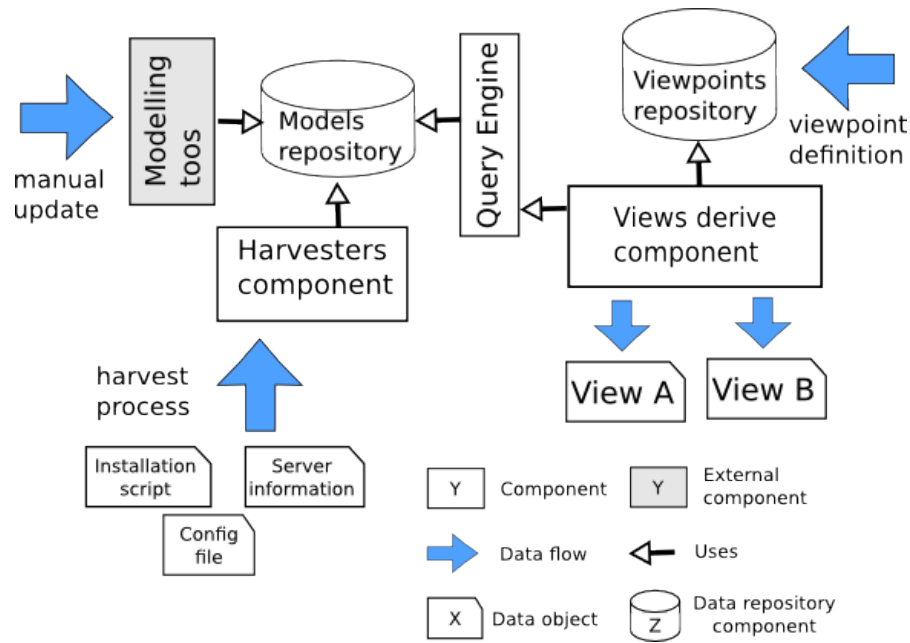 manual
update
Modelling
toos
Models
repository
Query Engine
Viewpoints
repository
viewpoint
definition
Harvesters
component
Views derive
component
harvest
process
View A
View B
Installation
script
Server
information
Config
file
Y
Component
Y
External
component
Data flow
Uses
X
Data object
Z
Data repository
component